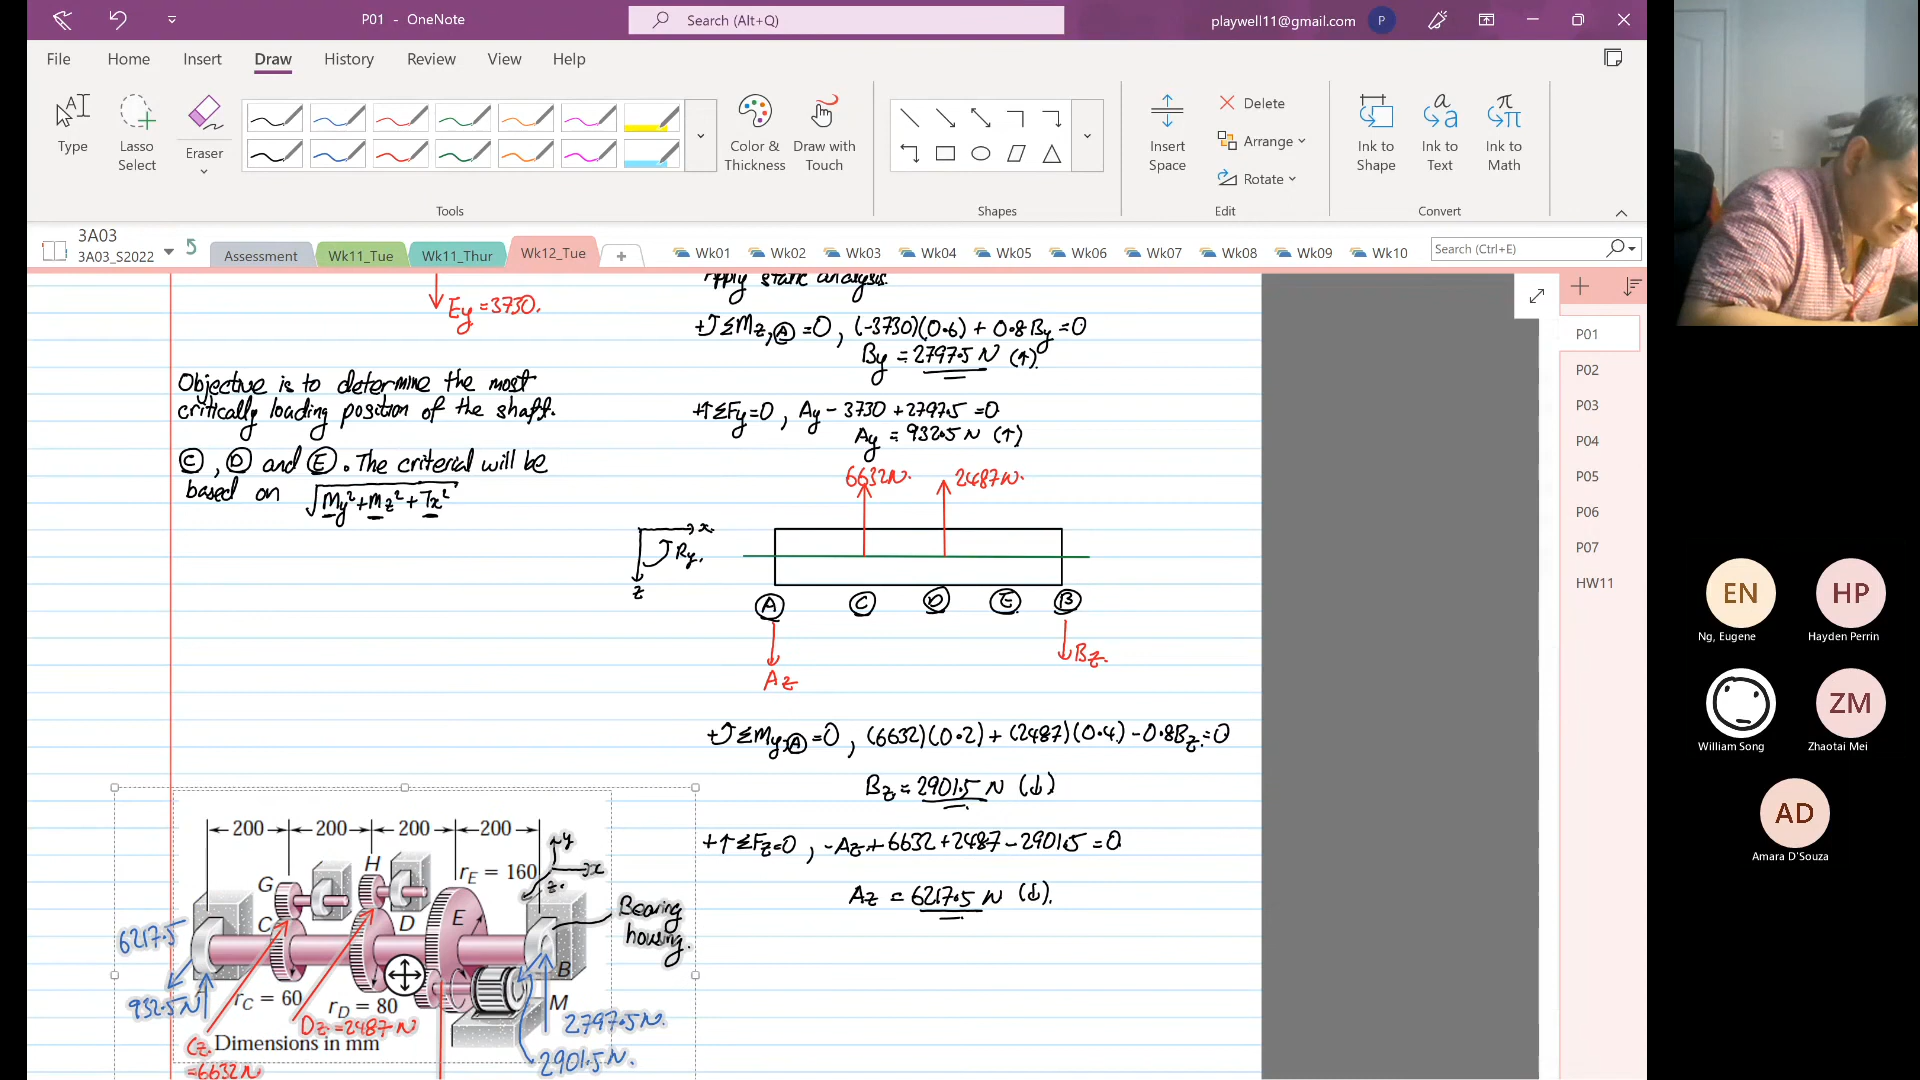 P01 - OneNote
Search (Alt+Q)
playwell11@gmail.com
P
File
Home
Insert
Draw
History
Review
View
Help
Type
Lasso Select
Eraser
Color & Thickness
Draw with Touch
Insert Space
Delete
Arrange
Rotate
Ink to Shape
Ink to Text
Ink to Math
Tools
Shapes
Edit
Convert
3A03
3A03_S2022
Assessment
Wk11_Tue
Wk11_Thur
Wk12_Tue
Wk01
Wk02
Wk03
Wk04
Wk05
Wk06
Wk07
Wk08
Wk09
Wk10
Search (Ctrl+E)
P01
P02
P03
P04
P05
P06
P07
HW11
Ey = 3730.
Objective is to determine the most
critically loading position of the shaft.
C, D and E. The criterial will be
based on √My²+Mz²+Tx²
Apply static analysis.
+ΣMz,A = 0, (-3730)(0.6) + 0.8By = 0
By = 2797.5 N (↑).
+↑ΣFy=0, Ay - 3730 + 2797.5 = 0
Ay = 932.5 N (↑)
6632N.
2487N.
x
Ry.
z
A
C
D
E
B
Az
Bz.
+ΣMy,A = 0, (6632)(0.2) + (2487)(0.4) - 0.8Bz = 0
Bz = 2901.5 N (↓)
+↑ΣFz=0, -Az + 6632 + 2487 - 2901.5 = 0
Az = 6217.5 N (↓).
200
200
200
200
H
G
rE = 160
y
x
z.
C
D
E
Bearing
housing.
6217.5
A
B
932.5N
rC = 60
rD = 80
M
Dz = 2487 N
2797.5N.
Cz
Dimensions in mm
2901.5N.
=6632N
EN
Ng, Eugene
HP
Hayden Perrin
William Song
ZM
Zhaotai Mei
AD
Amara D'Souza